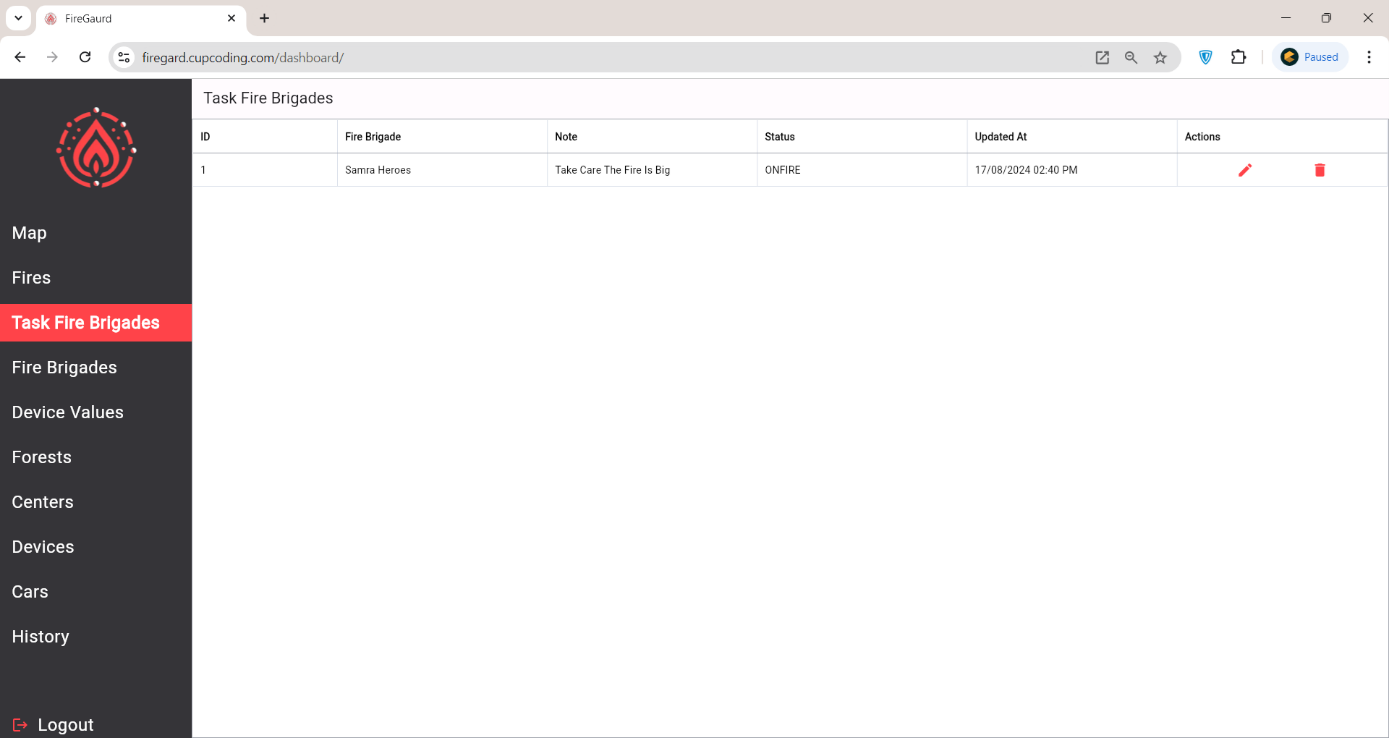 FireGaurd
firegard.cupcoding.com/dashboard/
Paused
Task Fire Brigades
ID Fire Brigade Note Status Updated At Actions
1 Samra Heroes Take Care The Fire Is Big ONFIRE 17/08/2024 02:40 PM
Map
Fires
Task Fire Brigades
Fire Brigades
Device Values
Forests
Centers
Devices
Cars
History
Logout